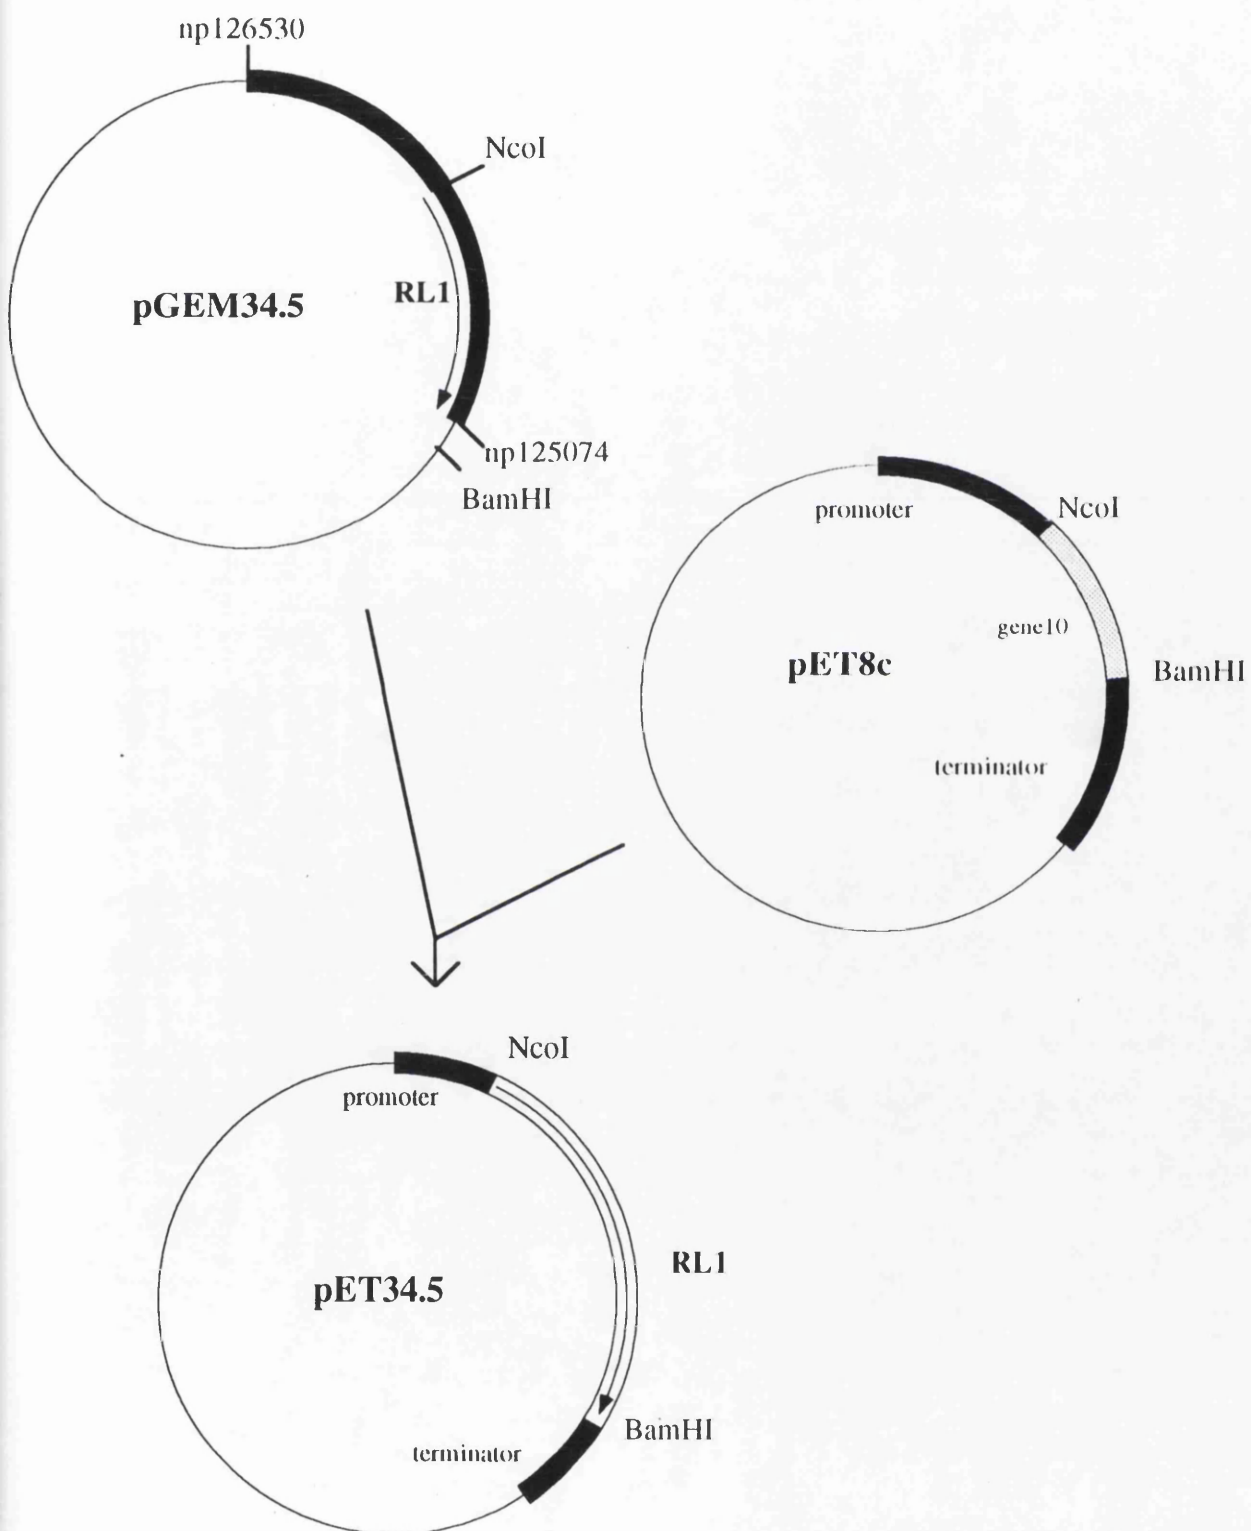 np126530
NcoI
RL1
pGEM34.5
np125074
BamHI
promoter
NcoI
gene10
pET8c
BamHI
terminator
NcoI
promoter
RL1
pET34.5
BamHI
terminator